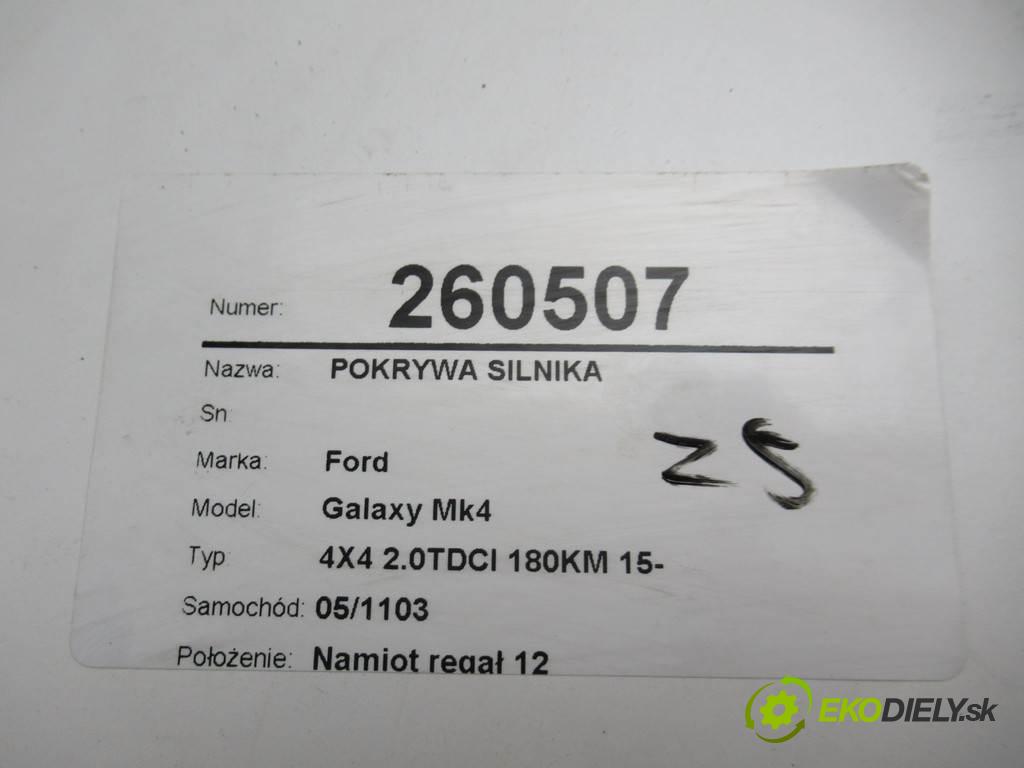 Numer: 260507
Nazwa: POKRYWA SILNIKA
Sn:
Marka: Ford
Model: Galaxy Mk4
Typ: 4X4 2.0TDCI 180KM 15-
Samochód: 05/1103
Położenie: Namiot regał 12
ZS
EKODIELY.sk